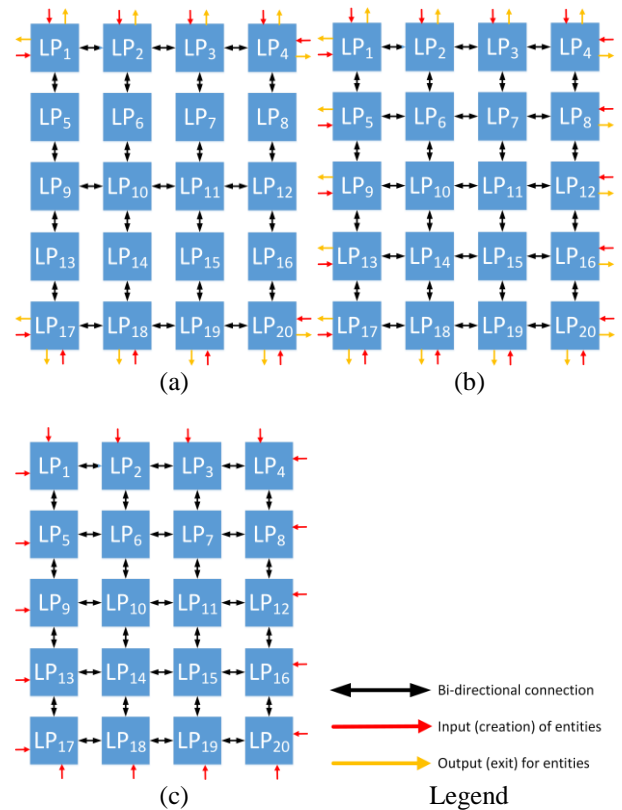 LP1 LP2 LP3 LP4 LP1 LP2 LP3 LP4
LP5 LP6 LP7 LP8 LP5 LP6 LP7 LP8
LP9 LP10 LP11 LP12 LP9 LP10 LP11 LP12
LP13 LP14 LP15 LP16 LP13 LP14 LP15 LP16
LP17 LP18 LP19 LP20 LP17 LP18 LP19 LP20
(a) (b)
LP1 LP2 LP3 LP4
LP5 LP6 LP7 LP8
LP9 LP10 LP11 LP12
LP13 LP14 LP15 LP16
LP17 LP18 LP19 LP20
Bi-directional connection
Input (creation) of entities
Output (exit) for entities
(c) Legend